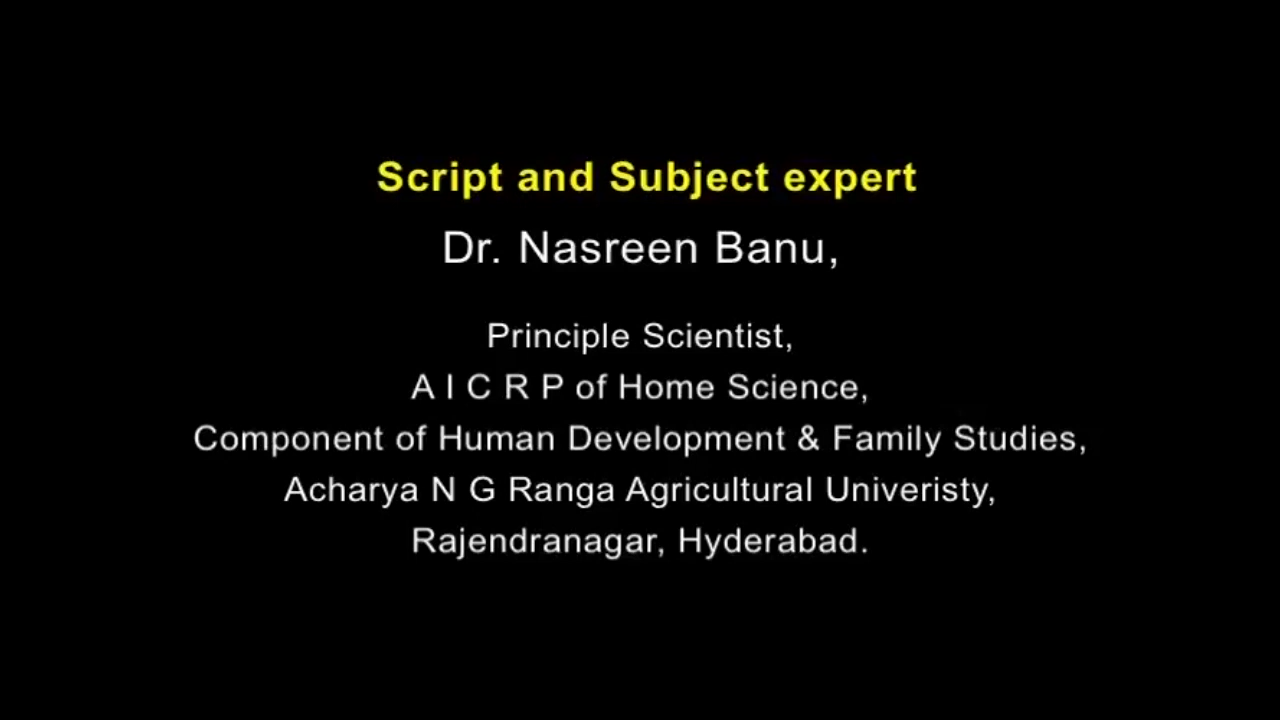 Script and Subject expert
Dr. Nasreen Banu,
Principle Scientist,
A I C R P of Home Science,
Component of Human Development & Family Studies,
Acharya N G Ranga Agricultural Univeristy,
Rajendranagar, Hyderabad.